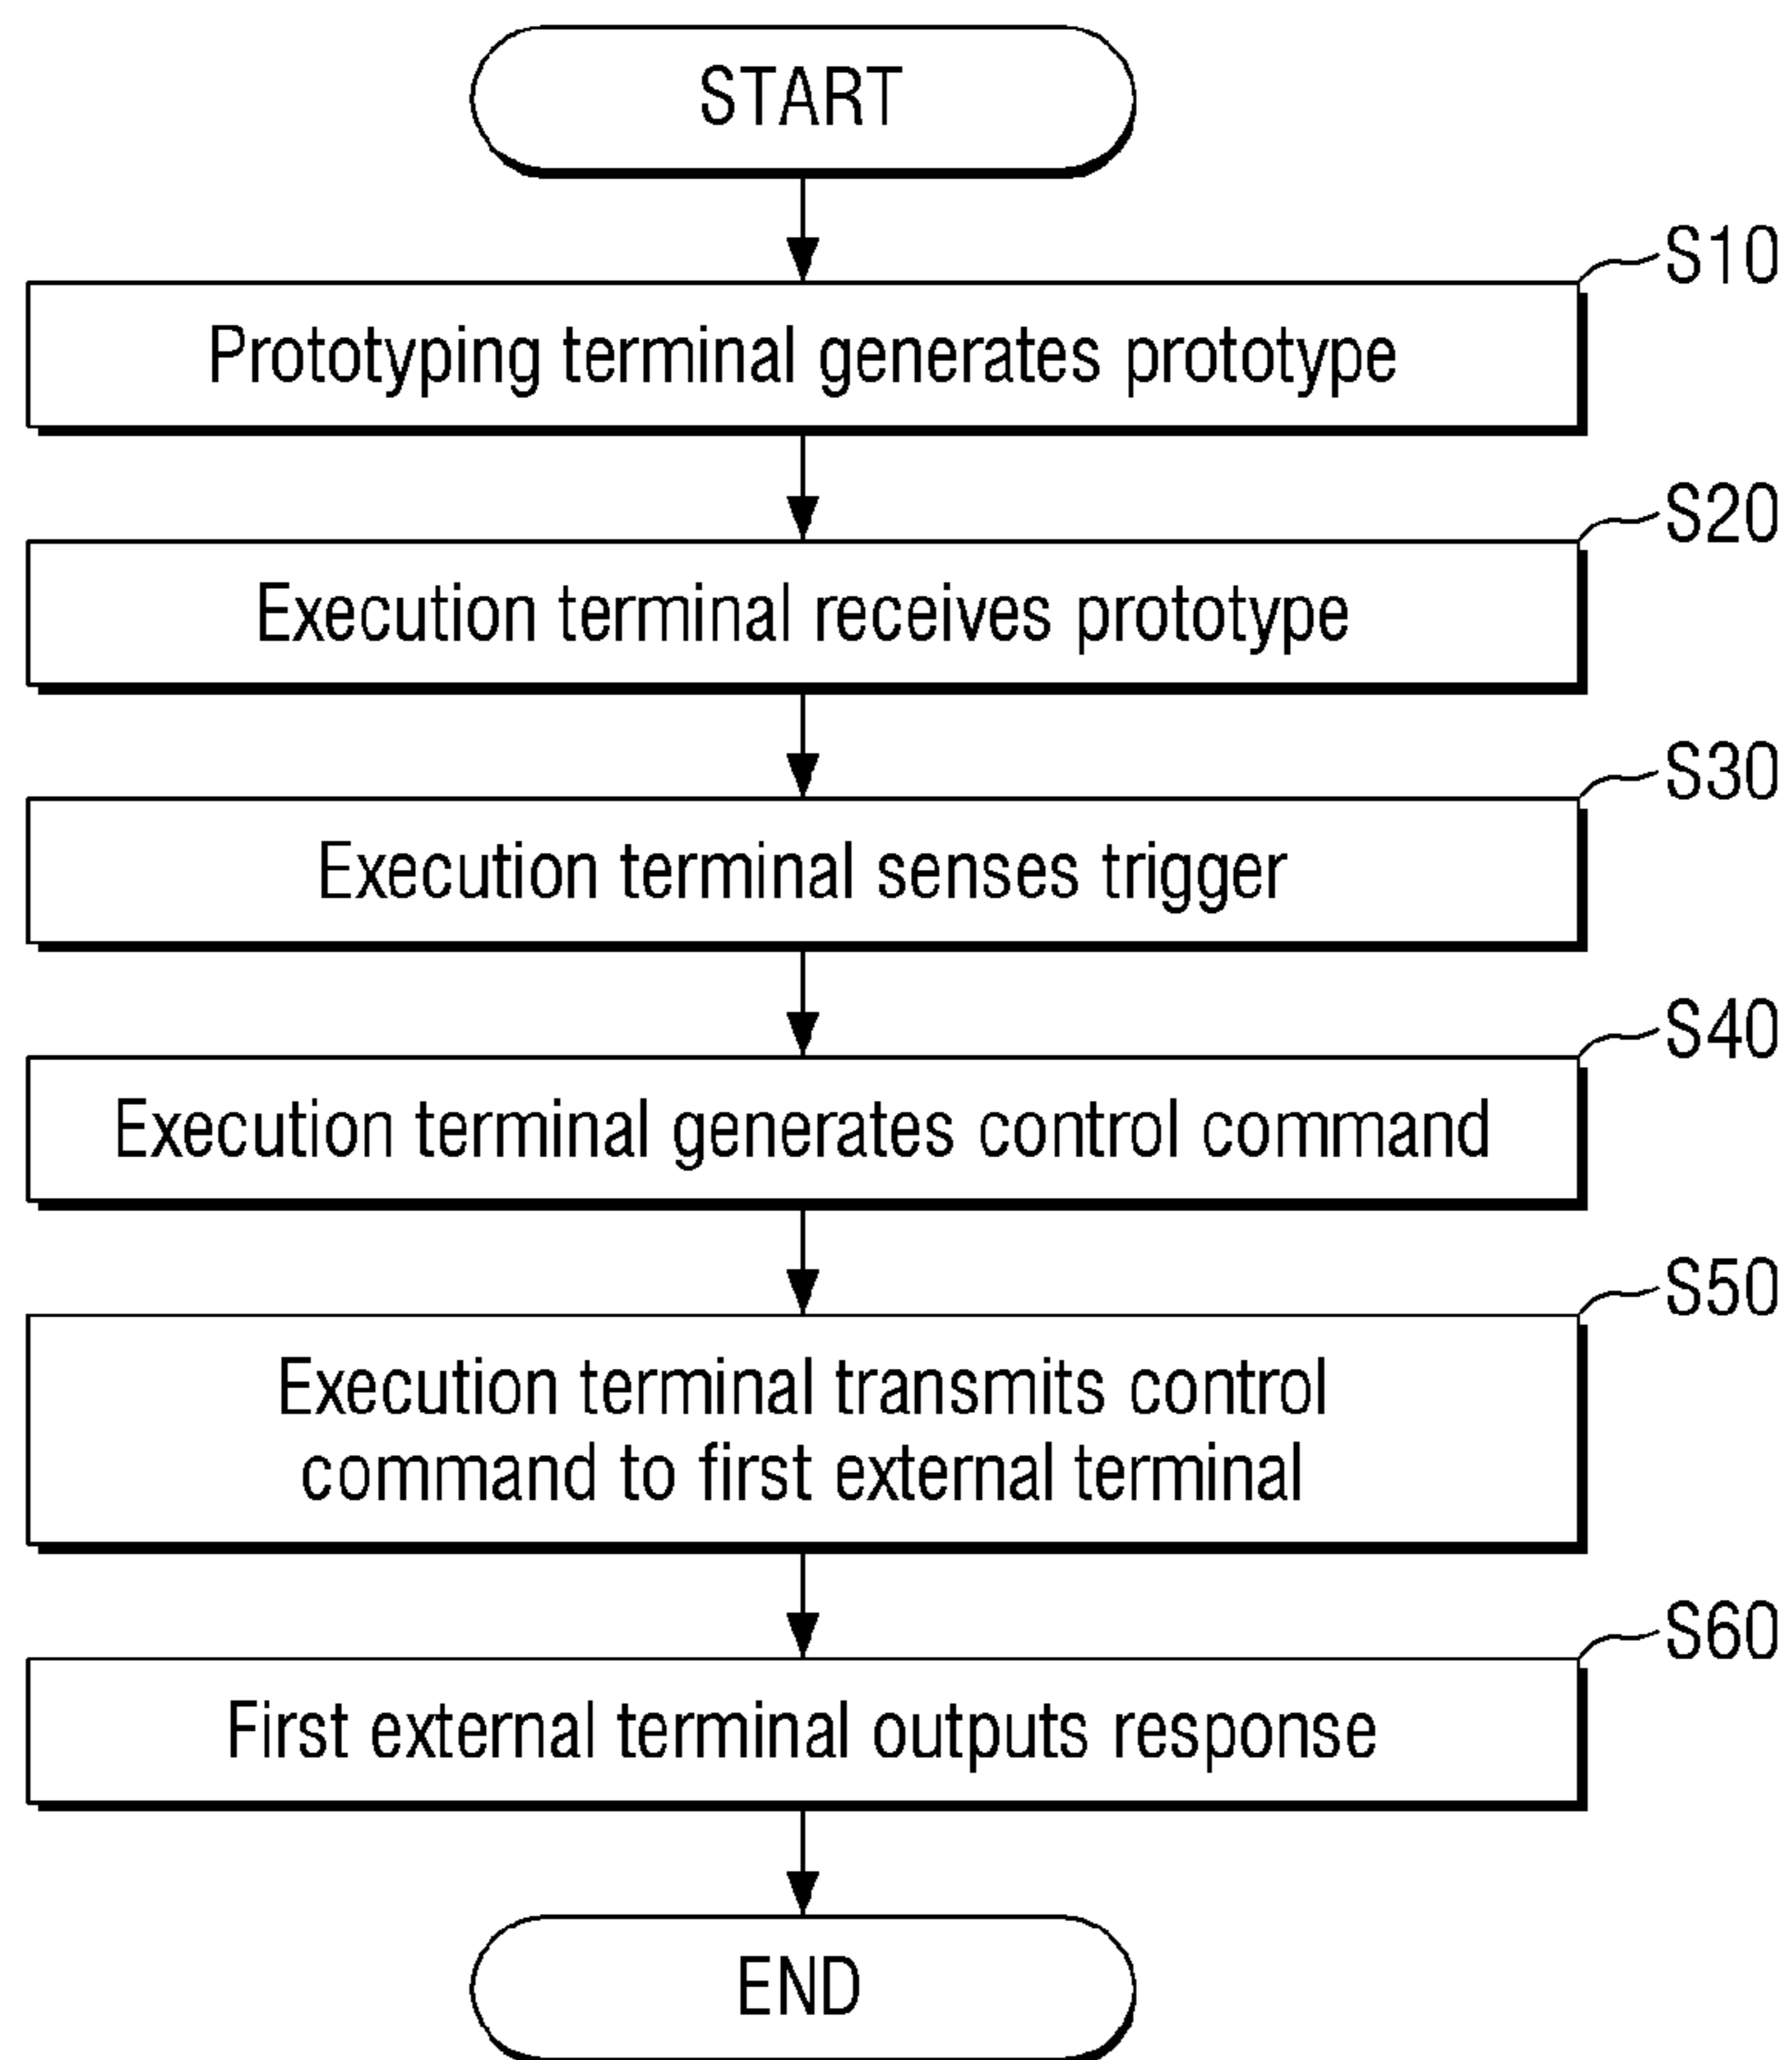 START
S10
Prototyping terminal generates prototype
S20
Execution terminal receives prototype
S30
Execution terminal senses trigger
S40
Execution terminal generates control command
S50
Execution terminal transmits control
command to first external terminal
S60
First external terminal outputs response
END